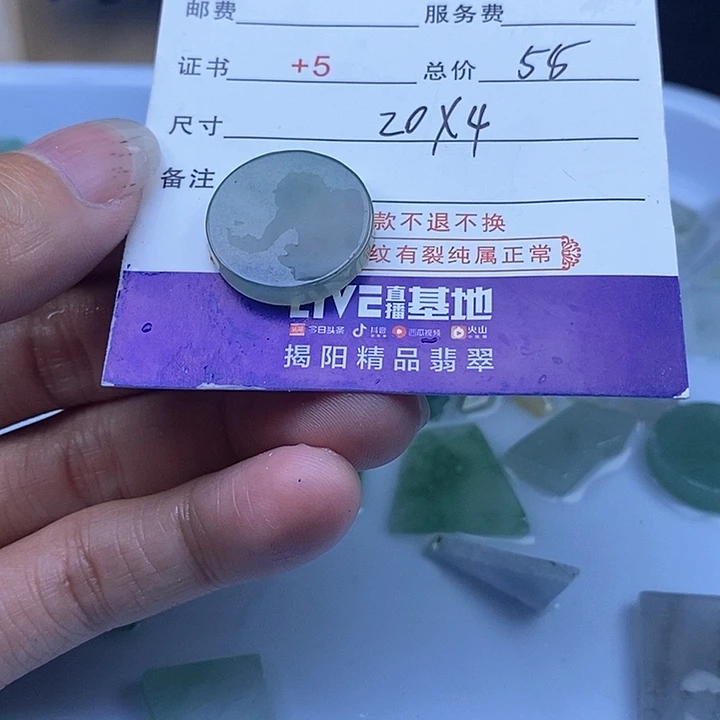 邮费 服务费
证书 +5 总价 58
尺寸 20X4
备注
款不退不换
纹有裂纯属正常
LIVE直播基地
今日头条 抖音 西瓜视频 火山
揭阳精品翡翠